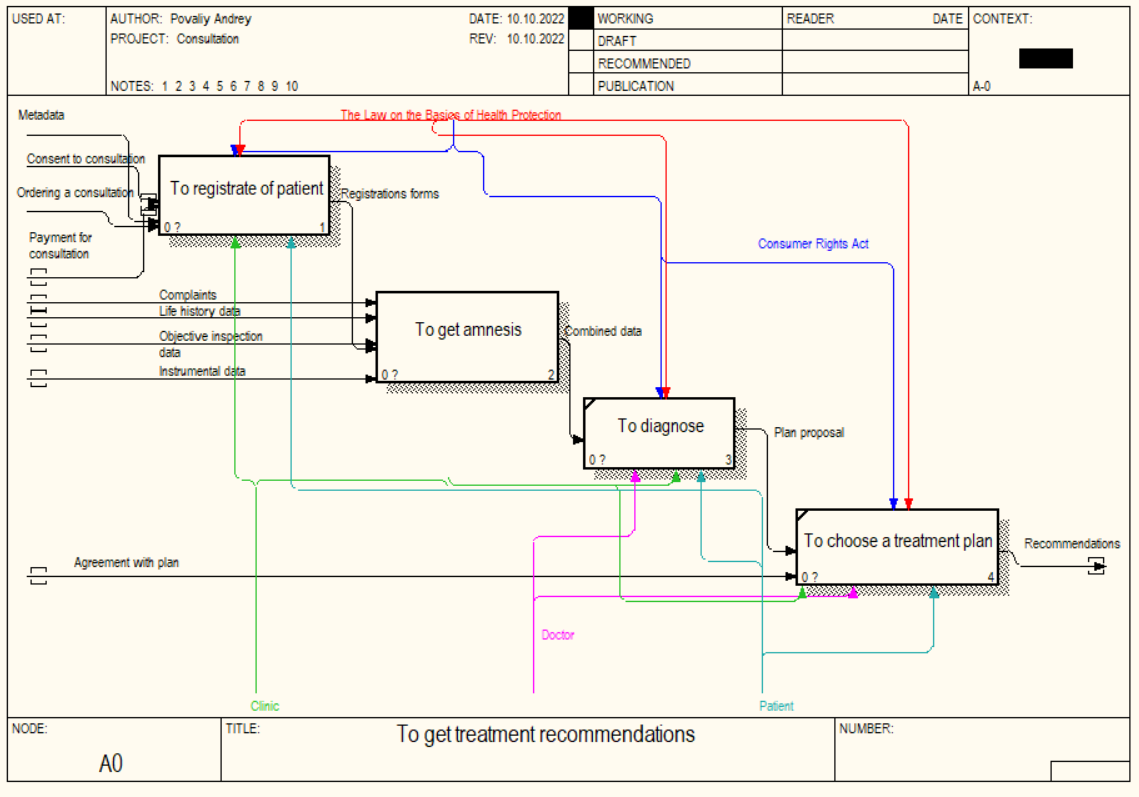 USED AT:
AUTHOR: Povaliy Andrey
DATE: 10.10.2022
WORKING
READER
DATE
CONTEXT:
PROJECT: Consultation
REV: 10.10.2022
DRAFT
RECOMMENDED
NOTES: 1 2 3 4 5 6 7 8 9 10
PUBLICATION
A-0
Metadata
The Law on the Basics of Health Protection
Consent to consultation
To registrate of patient
Ordering a consultation
Registrations forms
0 ?
1
Payment for
consultation
Consumer Rights Act
Complaints
Life history data
To get amnesis
Combined data
Objective inspection
data
Instrumental data
0 ?
2
To diagnose
Plan proposal
0 ?
3
To choose a treatment plan
Recommendations
Agreement with plan
0 ?
4
Doctor
Clinic
Patient
NODE:
TITLE:
To get treatment recommendations
NUMBER:
A0